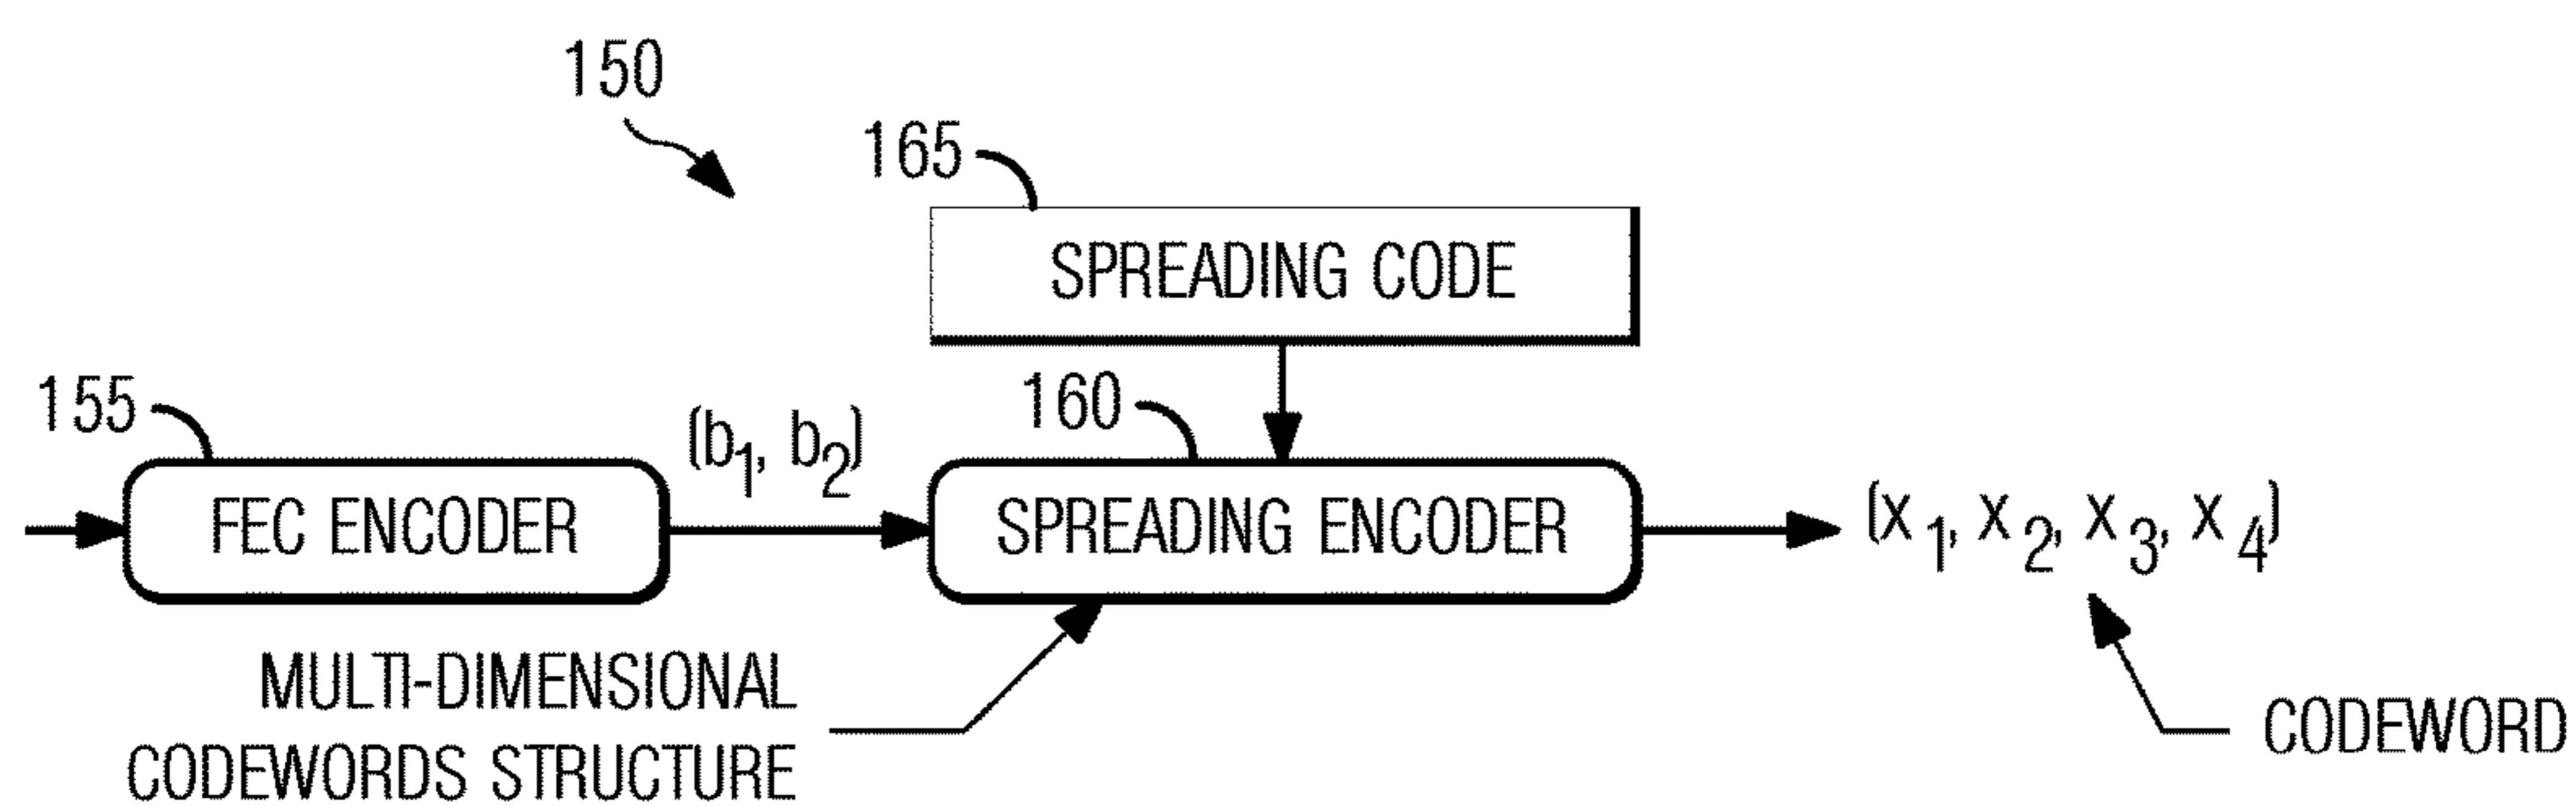 150
165
SPREADING CODE
155
(b1, b2)
160
FEC ENCODER
SPREADING ENCODER
(x1, x2, x3, x4)
MULTI-DIMENSIONAL
CODEWORDS STRUCTURE
CODEWORD